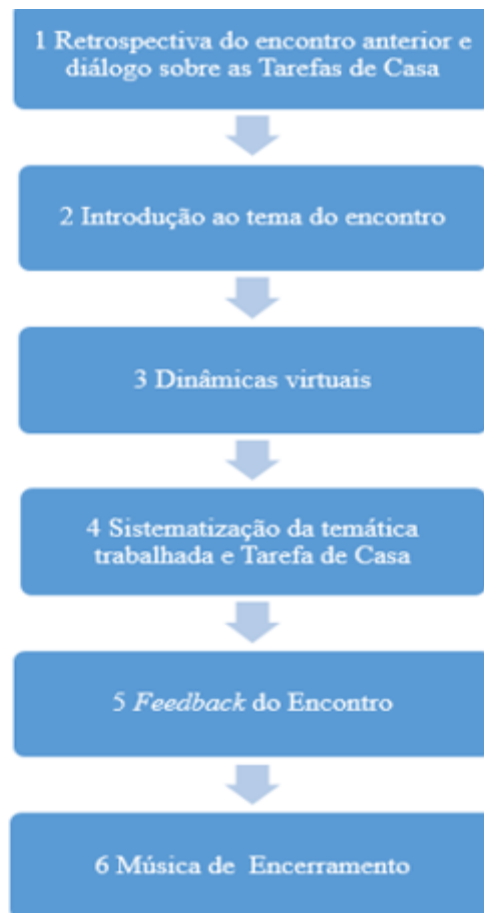 1 Retrospectiva do encontro anterior e
diálogo sobre as Tarefas de Casa
2 Introdução ao tema do encontro
3 Dinâmicas virtuais
4 Sistematização da temática
trabalhada e Tarefa de Casa
5 Feedback do Encontro
6 Música de Encerramento